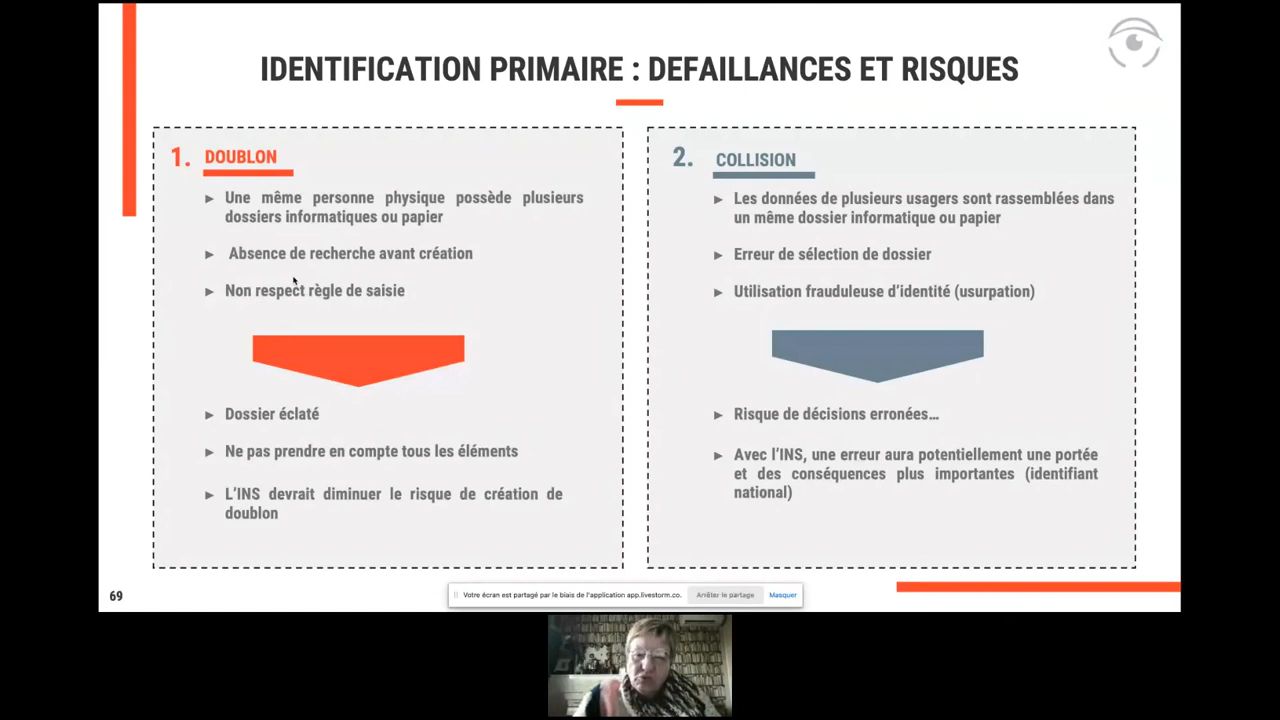 IDENTIFICATION PRIMAIRE : DEFAILLANCES ET RISQUES
1. DOUBLON
► Une même personne physique possède plusieurs
dossiers informatiques ou papier
► Absence de recherche avant création
► Non respect règle de saisie
► Dossier éclaté
► Ne pas prendre en compte tous les éléments
► L'INS devrait diminuer le risque de création de
doublon
2. COLLISION
► Les données de plusieurs usagers sont rassemblées dans
un même dossier informatique ou papier
► Erreur de sélection de dossier
► Utilisation frauduleuse d'identité (usurpation)
► Risque de décisions erronées…
► Avec l'INS, une erreur aura potentiellement une portée
et des conséquences plus importantes (identifiant
national)
69
Votre écran est partagé par le biais de l'application app.livestorm.co. Arrêter le partage Masquer